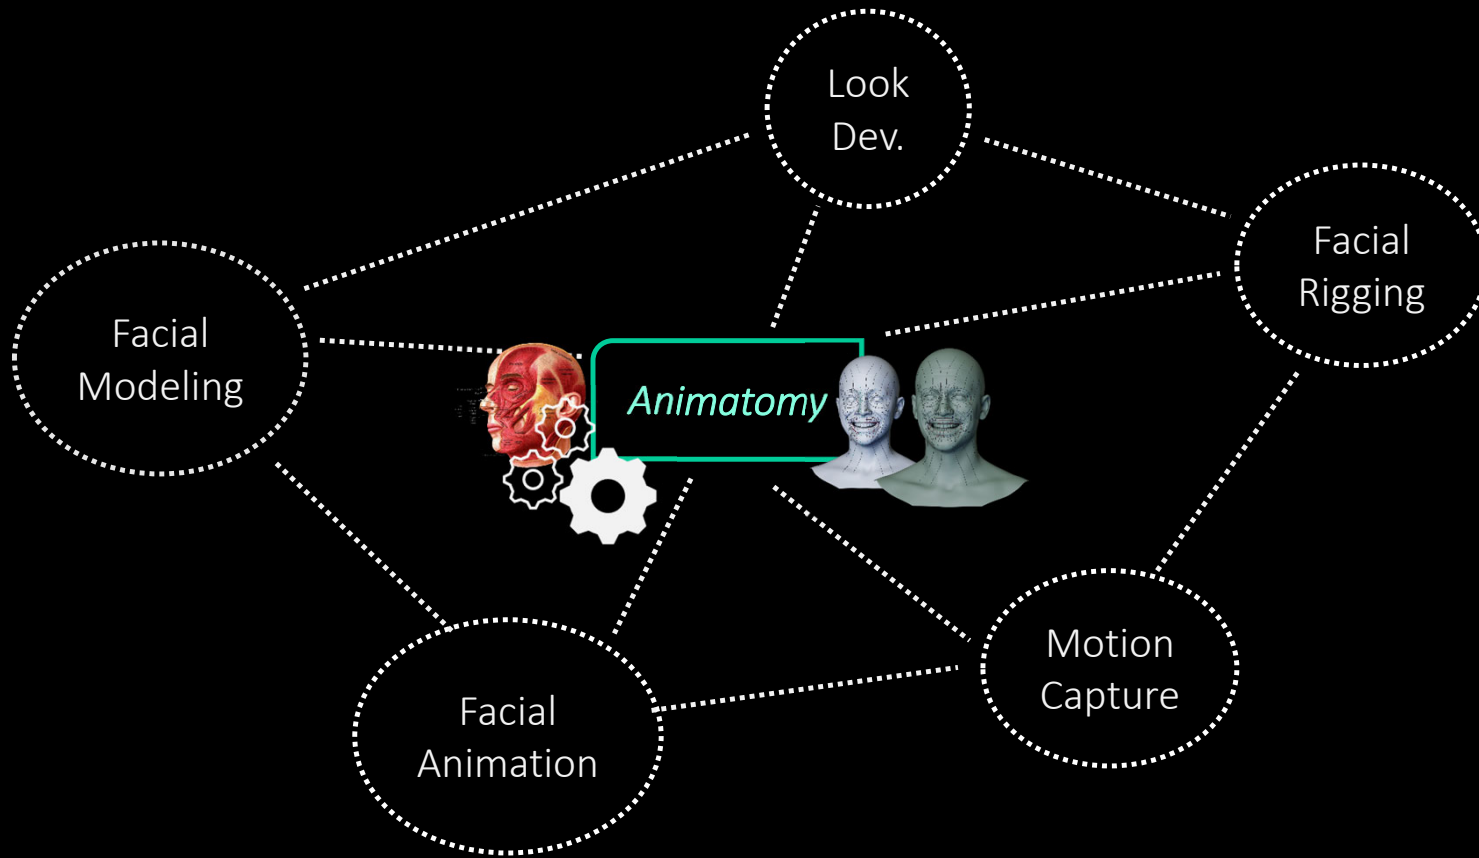 Look
Dev.
Facial
Rigging
Facial
Modeling
Animatomy
Motion
Capture
Facial
Animation